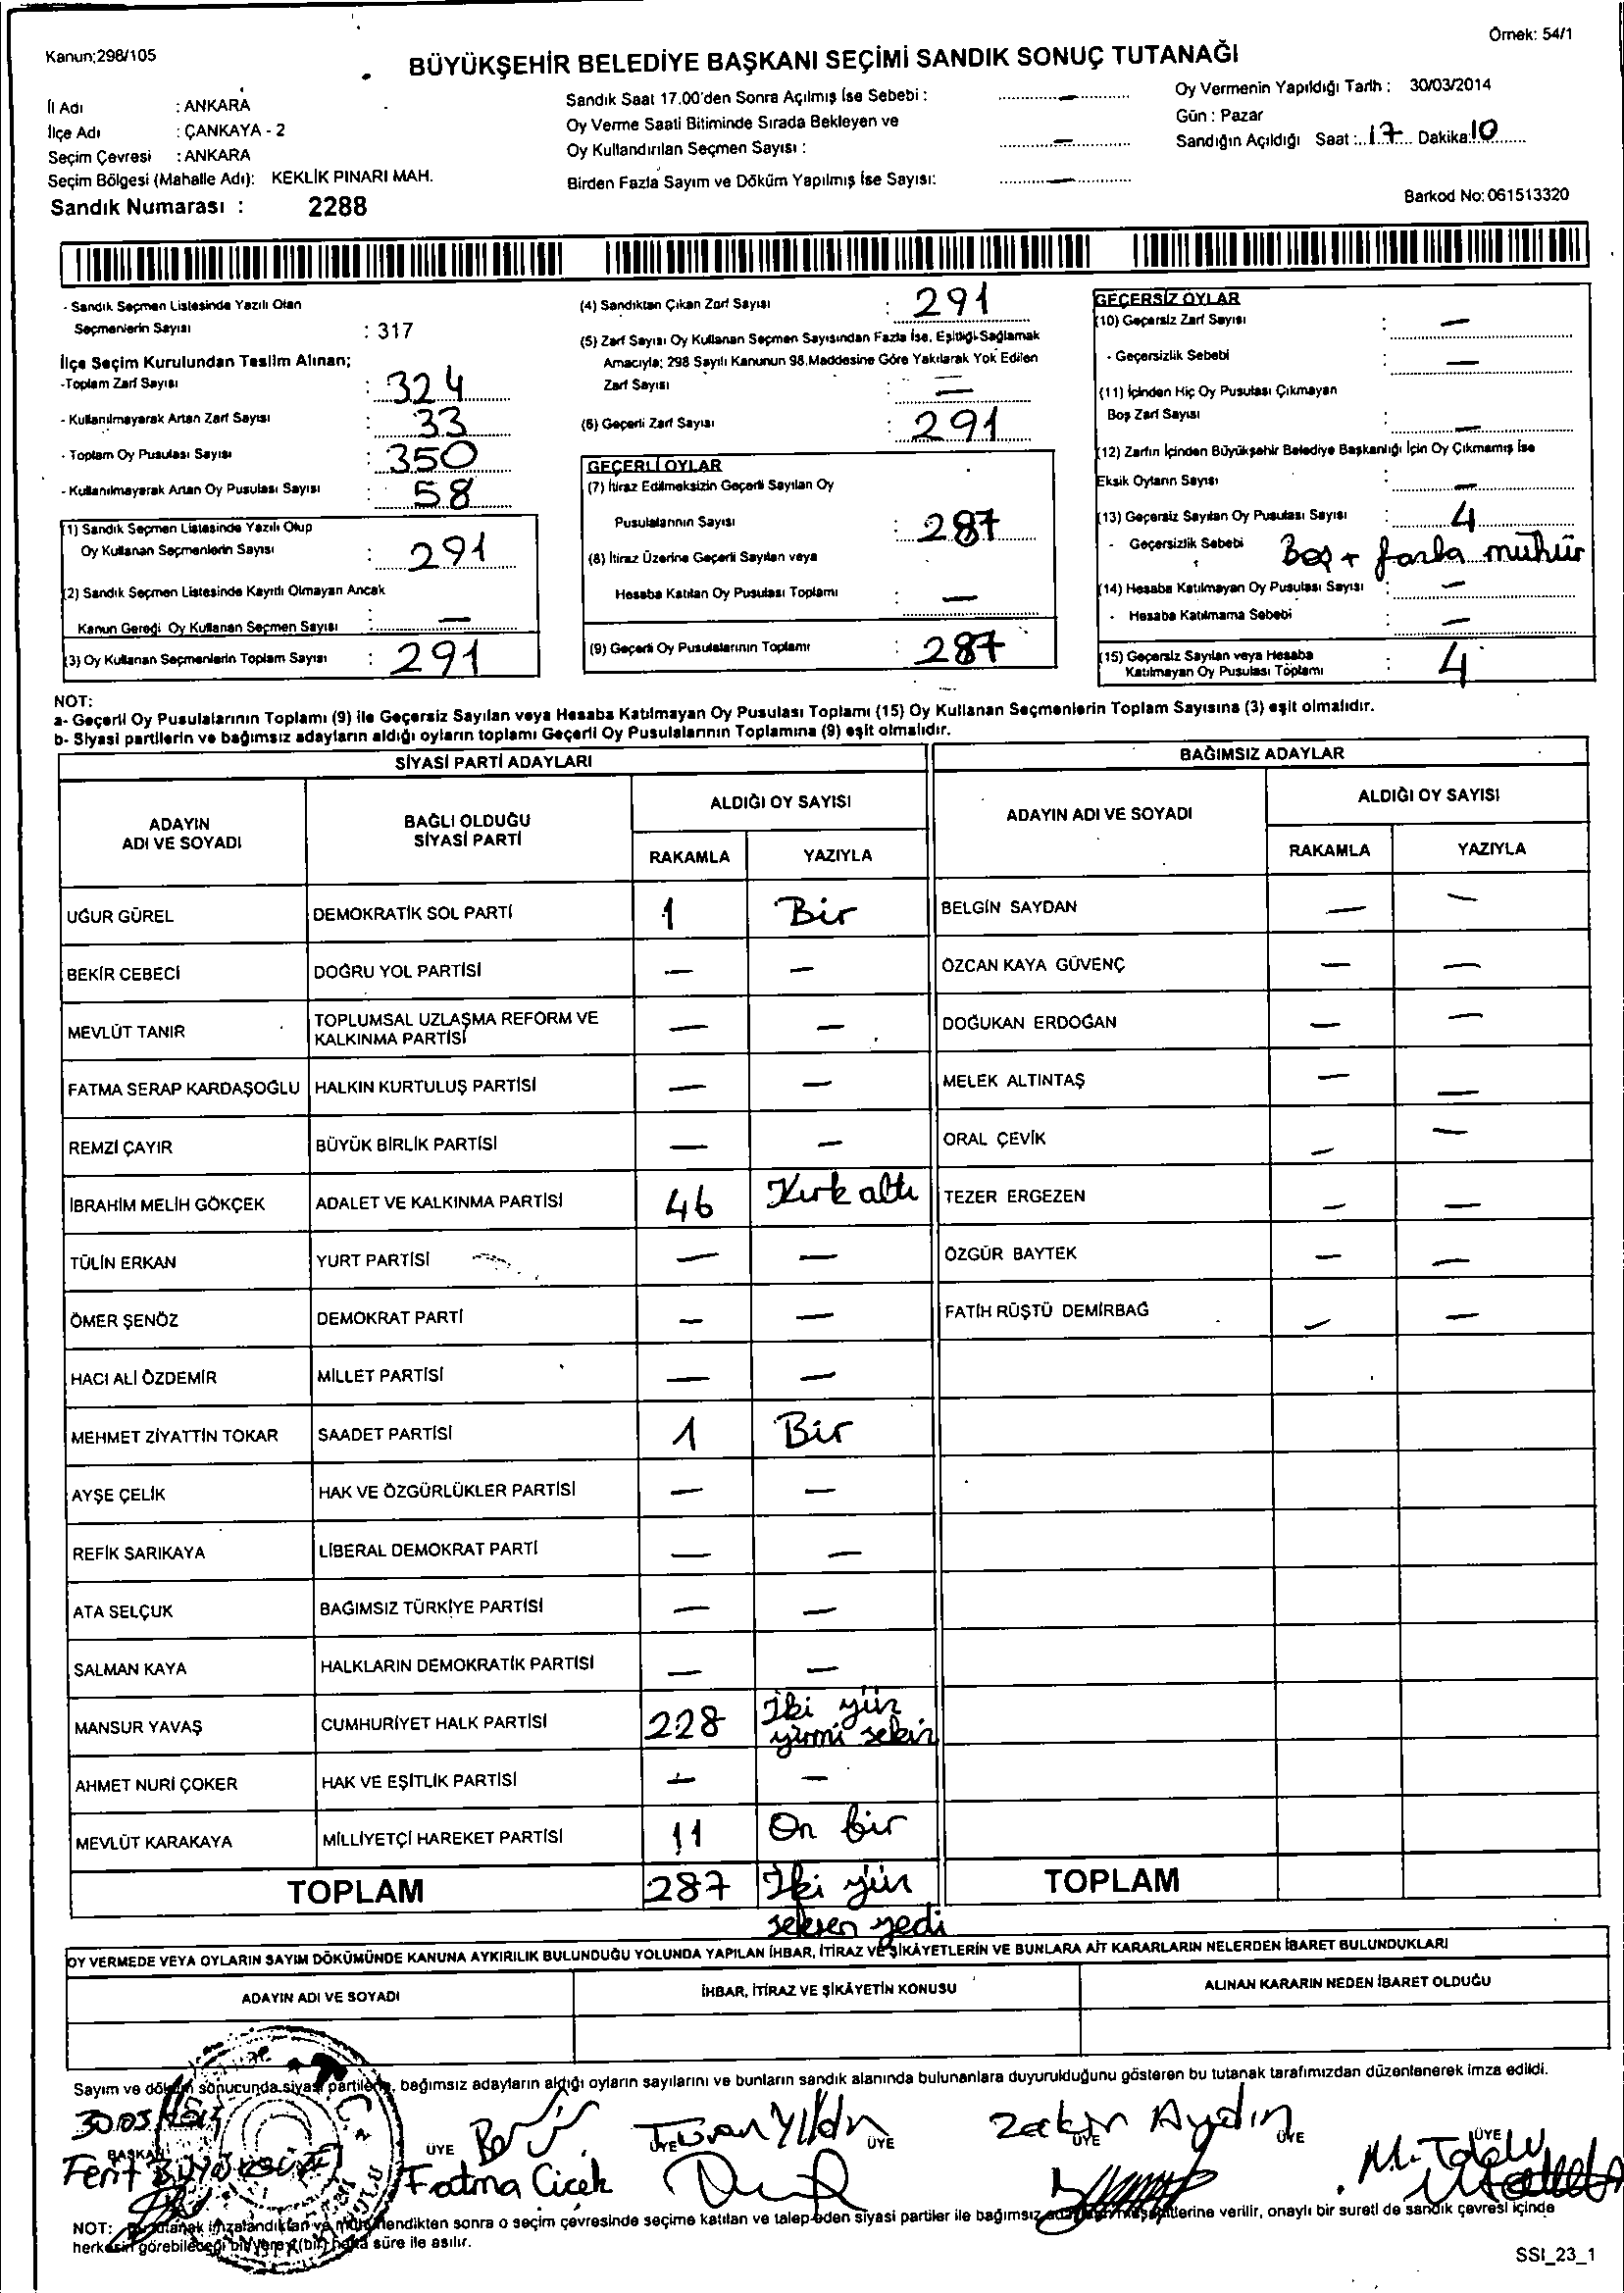 Kanun;298/105
Örnek: 54/1
BÜYÜKŞEHİR BELEDİYE BAŞKANI SEÇİMİ SANDIK SONUÇ TUTANAĞI
İl Adı : ANKARA
İlçe Adı : ÇANKAYA - 2
Seçim Çevresi : ANKARA
Seçim Bölgesi (Mahalle Adı): KEKLİK PINARI MAH.
Sandık Numarası : 2288
Sandık Saat 17.00'den Sonra Açılmış İse Sebebi : —
Oy Verme Saati Bitiminde Sırada Bekleyen ve
Oy Kullandırılan Seçmen Sayısı : —
Birden Fazla Sayım ve Döküm Yapılmış İse Sayısı: —
Oy Vermenin Yapıldığı Tarih : 30/03/2014
Gün : Pazar
Sandığın Açıldığı Saat : 17 Dakika: 10
Barkod No: 061513320
- Sandık Seçmen Listesinde Yazılı Olan
Seçmenlerin Sayısı : 317
İlçe Seçim Kurulundan Teslim Alınan;
-Toplam Zarf Sayısı : 324
- Kullanılmayarak Artan Zarf Sayısı : 33
- Toplam Oy Pusulası Sayısı : 350
- Kullanılmayarak Artan Oy Pusulası Sayısı : 58
(1) Sandık Seçmen Listesinde Yazılı Olup
Oy Kullanan Seçmenlerin Sayısı : 291
(2) Sandık Seçmen Listesinde Kayıtlı Olmayan Ancak
Kanun Gereği Oy Kullanan Seçmen Sayısı : —
(3) Oy Kullanan Seçmenlerin Toplam Sayısı : 291
(4) Sandıktan Çıkan Zarf Sayısı : 291
(5) Zarf Sayısı Oy Kullanan Seçmen Sayısından Fazla İse, Eşitliği Sağlamak
Amacıyla; 298 Sayılı Kanunun 98.Maddesine Göre Yakılarak Yok Edilen
Zarf Sayısı : —
(6) Geçerli Zarf Sayısı : 291
GEÇERLİ OYLAR
(7) İtiraz Edilmeksizin Geçerli Sayılan Oy
Pusulalarının Sayısı : 287
(8) İtiraz Üzerine Geçerli Sayılan veya
Hesaba Katılan Oy Pusulası Toplamı : —
(9) Geçerli Oy Pusulalarının Toplamı : 287
GEÇERSİZ OYLAR
(10) Geçersiz Zarf Sayısı : —
- Geçersizlik Sebebi : —
(11) İçinden Hiç Oy Pusulası Çıkmayan
Boş Zarf Sayısı : —
(12) Zarfın İçinden Büyükşehir Belediye Başkanlığı İçin Oy Çıkmamış İse
Eksik Oyların Sayısı : —
(13) Geçersiz Sayılan Oy Pusulası Sayısı : 4
- Geçersizlik Sebebi Boş + fazla mühür
(14) Hesaba Katılmayan Oy Pusulası Sayısı : —
- Hesaba Katılmama Sebebi : —
(15) Geçersiz Sayılan veya Hesaba
Katılmayan Oy Pusulası Toplamı : 4
NOT:
a- Geçerli Oy Pusulalarının Toplamı (9) ile Geçersiz Sayılan veya Hesaba Katılmayan Oy Pusulası Toplamı (15) Oy Kullanan Seçmenlerin Toplam Sayısına (3) eşit olmalıdır.
b- Siyasi partilerin ve bağımsız adayların aldığı oyların toplamı Geçerli Oy Pusulalarının Toplamına (9) eşit olmalıdır.
SİYASİ PARTİ ADAYLARI
ADAYIN ADI VE SOYADI
BAĞLI OLDUĞU SİYASİ PARTİ
ALDIĞI OY SAYISI
RAKAMLA YAZIYLA
UĞUR GÜREL DEMOKRATİK SOL PARTİ 1 Bir
BEKİR CEBECİ DOĞRU YOL PARTİSİ — —
MEVLÜT TANIR TOPLUMSAL UZLAŞMA REFORM VE KALKINMA PARTİSİ — —
FATMA SERAP KARDAŞOĞLU HALKIN KURTULUŞ PARTİSİ — —
REMZİ ÇAYIR BÜYÜK BİRLİK PARTİSİ — —
İBRAHİM MELİH GÖKÇEK ADALET VE KALKINMA PARTİSİ 46 Kırk altı
TÜLİN ERKAN YURT PARTİSİ — —
ÖMER ŞENÖZ DEMOKRAT PARTİ — —
HACI ALİ ÖZDEMİR MİLLET PARTİSİ — —
MEHMET ZİYATTİN TOKAR SAADET PARTİSİ 1 Bir
AYŞE ÇELİK HAK VE ÖZGÜRLÜKLER PARTİSİ — —
REFİK SARIKAYA LİBERAL DEMOKRAT PARTİ — —
ATA SELÇUK BAĞIMSIZ TÜRKİYE PARTİSİ — —
SALMAN KAYA HALKLARIN DEMOKRATİK PARTİSİ — —
MANSUR YAVAŞ CUMHURİYET HALK PARTİSİ 228 İki yüz yirmi sekiz
AHMET NURİ ÇOKER HAK VE EŞİTLİK PARTİSİ — —
MEVLÜT KARAKAYA MİLLİYETÇİ HAREKET PARTİSİ 11 On bir
TOPLAM 287 İki yüz seksen yedi
BAĞIMSIZ ADAYLAR
ADAYIN ADI VE SOYADI
ALDIĞI OY SAYISI
RAKAMLA YAZIYLA
BELGİN SAYDAN — —
ÖZCAN KAYA GÜVENÇ — —
DOĞUKAN ERDOĞAN — —
MELEK ALTINTAŞ — —
ORAL ÇEVİK — —
TEZER ERGEZEN — —
ÖZGÜR BAYTEK — —
FATİH RÜŞTÜ DEMİRBAĞ — —
TOPLAM
OY VERMEDE VEYA OYLARIN SAYIM DÖKÜMÜNDE KANUNA AYKIRILIK BULUNDUĞU YOLUNDA YAPILAN İHBAR, İTİRAZ VE ŞİKAYETLERİN VE BUNLARA AİT KARARLARIN NELERDEN İBARET BULUNDUKLARI
ADAYIN ADI VE SOYADI
İHBAR, İTİRAZ VE ŞİKÂYETİN KONUSU
ALINAN KARARIN NEDEN İBARET OLDUĞU
Sayım ve döküm sonucunda siyasi partilerin, bağımsız adayların aldığı oyların sayılarını ve bunların sandık alanında bulunanlara duyurulduğunu gösteren bu tutanak tarafımızdan düzenlenerek imza edildi.
BAŞKAN ÜYE ÜYE ÜYE ÜYE ÜYE ÜYE
Ferit
Fatma Çiçek
Turan Yıldız
Zakir Aydın
NOT: Bu tutanak imzalandıktan ve mühürlendikten sonra o seçim çevresinde seçime katılan ve talep eden siyasi partiler ile bağımsız verilir, onaylı bir sureti de sandık çevresi içinde
herkesin görebileceği bir yere (bir) hafta süre ile asılır.
SSI_23_1